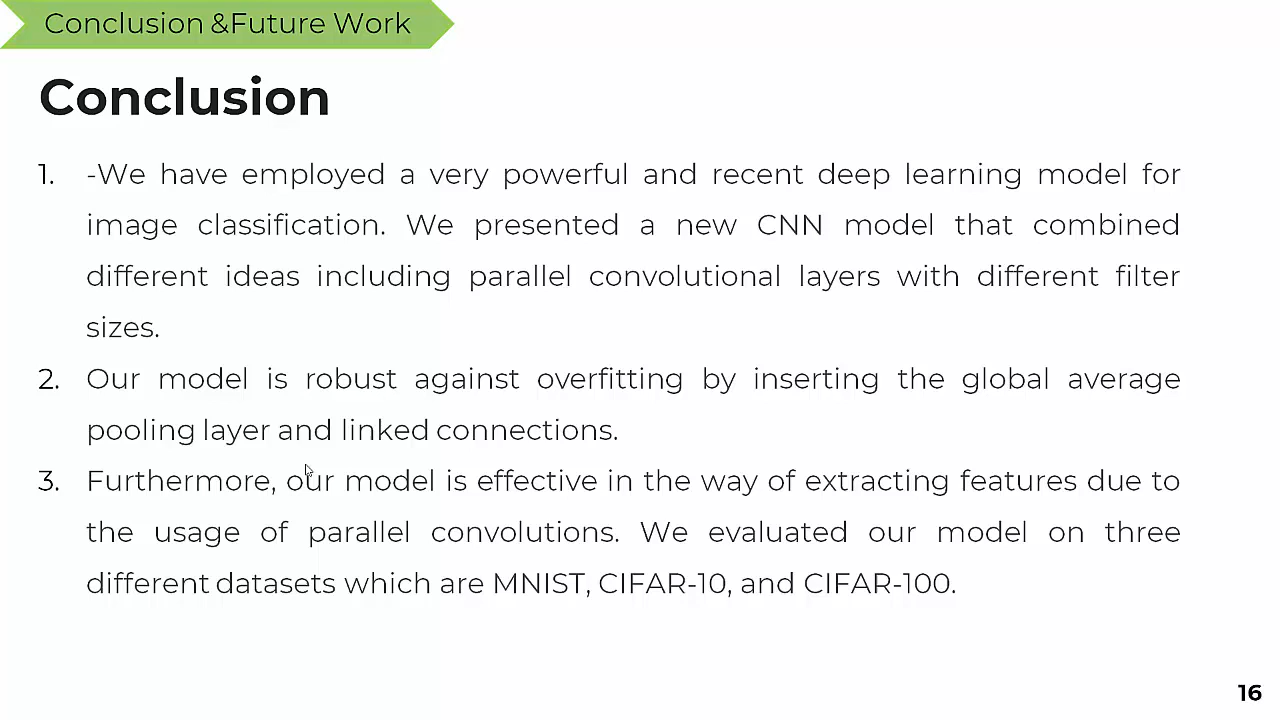 Conclusion &Future Work
Conclusion
1. -We have employed a very powerful and recent deep learning model for
image classification. We presented a new CNN model that combined
different ideas including parallel convolutional layers with different filter
sizes.
2. Our model is robust against overfitting by inserting the global average
pooling layer and linked connections.
3. Furthermore, our model is effective in the way of extracting features due to
the usage of parallel convolutions. We evaluated our model on three
different datasets which are MNIST, CIFAR-10, and CIFAR-100.
16